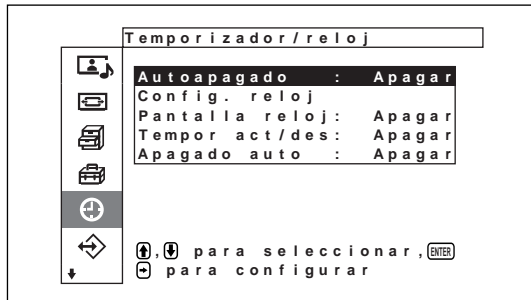 Temporizador/reloj
Autoapagado : Apagar
Config. reloj
Pantalla reloj: Apagar
Tempor act/des: Apagar
Apagado auto : Apagar
, para seleccionar, ENTER
para configurar